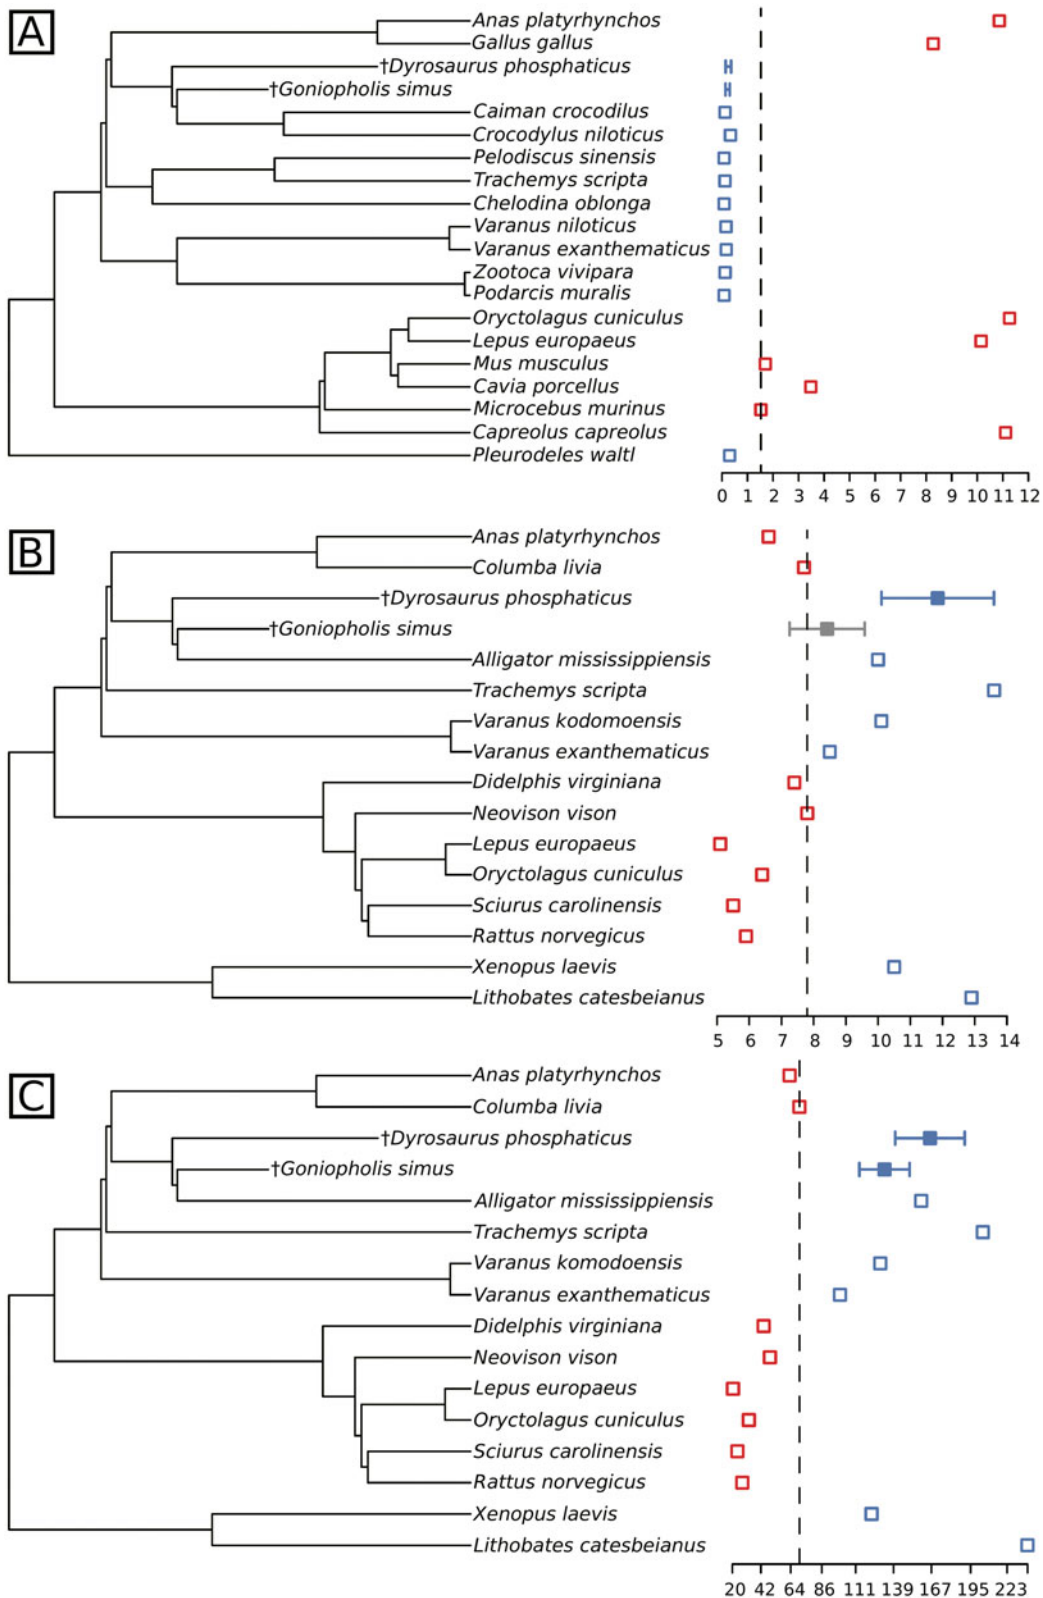 A
Anas platyrhynchos
Gallus gallus
†Dyrosaurus phosphaticus
†Goniopholis simus
Caiman crocodilus
Crocodylus niloticus
Pelodiscus sinensis
Trachemys scripta
Chelodina oblonga
Varanus niloticus
Varanus exanthematicus
Zootoca vivipara
Podarcis muralis
Oryctolagus cuniculus
Lepus europaeus
Mus musculus
Cavia porcellus
Microcebus murinus
Capreolus capreolus
Pleurodeles waltl
0 1 2 3 4 5 6 7 8 9 10 11 12
B
Anas platyrhynchos
Columba livia
†Dyrosaurus phosphaticus
†Goniopholis simus
Alligator mississippiensis
Trachemys scripta
Varanus kodomoensis
Varanus exanthematicus
Didelphis virginiana
Neovison vison
Lepus europaeus
Oryctolagus cuniculus
Sciurus carolinensis
Rattus norvegicus
Xenopus laevis
Lithobates catesbeianus
5 6 7 8 9 10 11 12 13 14
C
Anas platyrhynchos
Columba livia
†Dyrosaurus phosphaticus
†Goniopholis simus
Alligator mississippiensis
Trachemys scripta
Varanus komodoensis
Varanus exanthematicus
Didelphis virginiana
Neovison vison
Lepus europaeus
Oryctolagus cuniculus
Sciurus carolinensis
Rattus norvegicus
Xenopus laevis
Lithobates catesbeianus
20 42 64 86 111 139 167 195 223